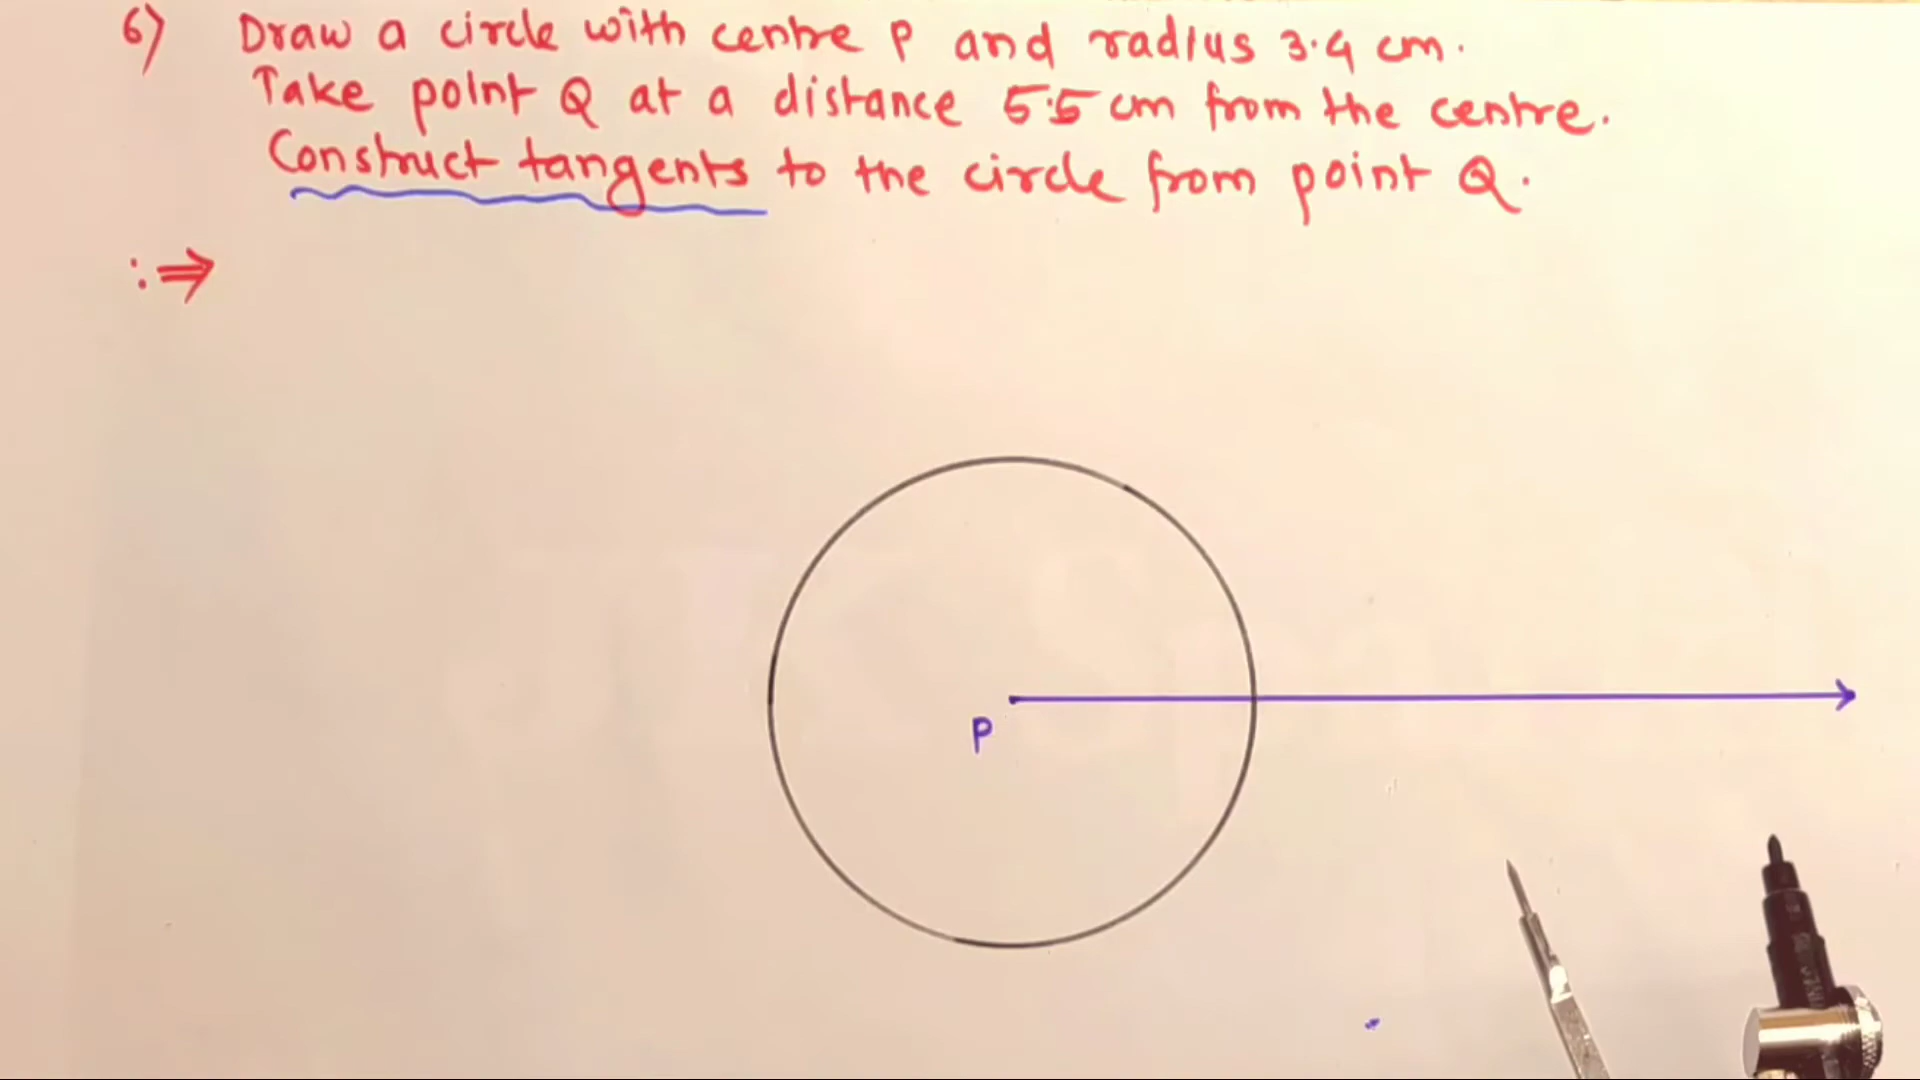 6) Draw a circle with centre P and radius 3.4 cm.
Take point Q at a distance 5.5 cm from the centre.
Construct tangents to the circle from point Q.
:⇒
P